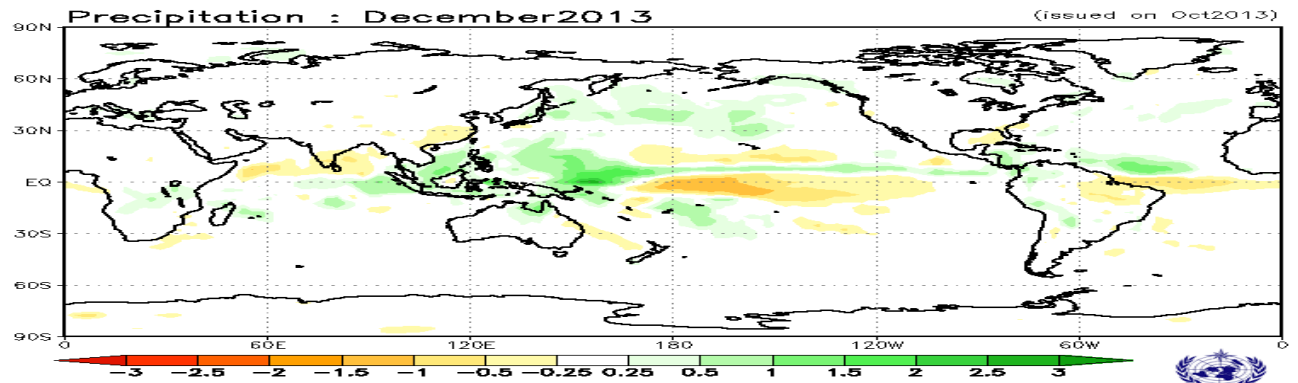 Precipitation : December2013
(issued on Oct2013)
90N
60N
30N
EQ
30S
60S
90S
0 60E 120E 180 120W 60W 0
-3 -2.5 -2 -1.5 -1 -0.5 -0.25 0.25 0.5 1 1.5 2 2.5 3